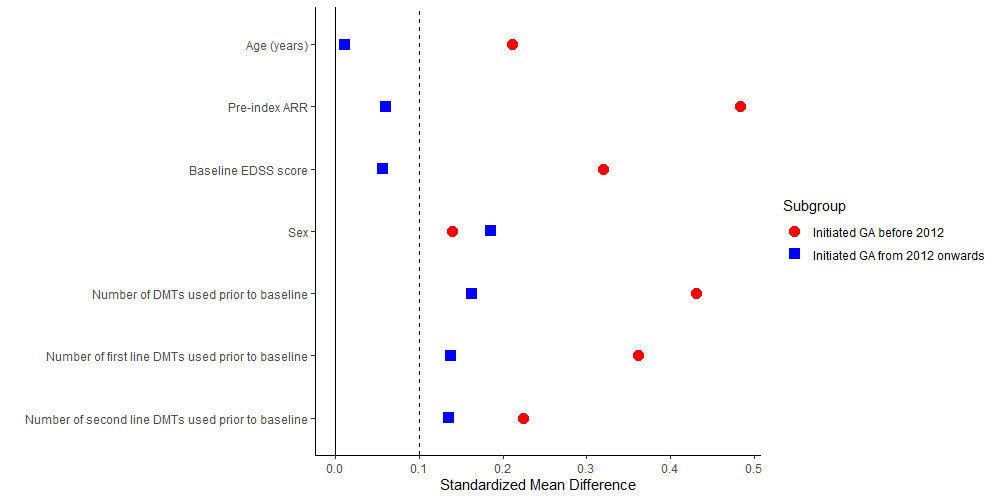 Age (years)
Pre-index ARR
Baseline EDSS score
Sex
Number of DMTs used prior to baseline
Number of first line DMTs used prior to baseline
Number of second line DMTs used prior to baseline
0.0 0.1 0.2 0.3 0.4 0.5
Standardized Mean Difference
Subgroup
Initiated GA before 2012
Initiated GA from 2012 onwards